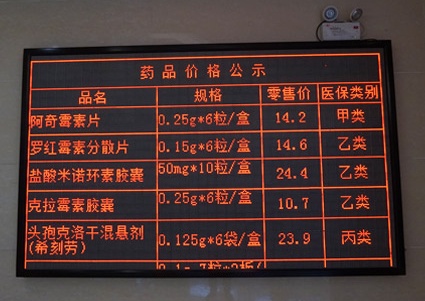 药品价格公示
品名 规格 零售价 医保类别
阿奇霉素片 0.25g*6粒/盒 14.2 甲类
罗红霉素分散片 0.15g*6粒/盒 14.6 乙类
盐酸米诺环素胶囊 50mg*10粒/盒 24.4 乙类
克拉霉素胶囊 0.25g*6粒/盒 10.7 乙类
头孢克洛干混悬剂
(希刻劳) 0.125g*6袋/盒 23.9 丙类